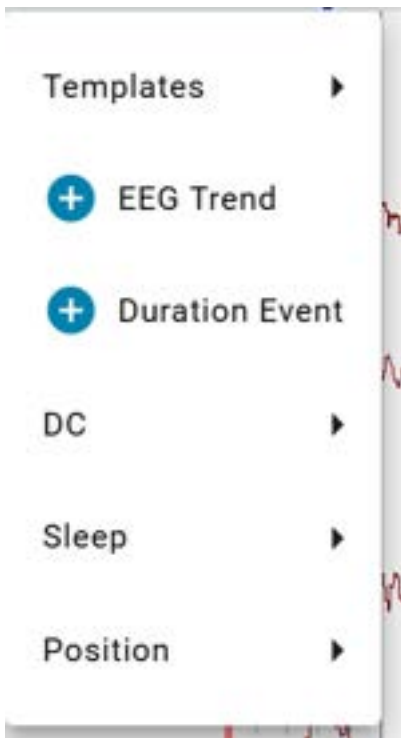 Templates
EEG Trend
Duration Event
DC
Sleep
Position